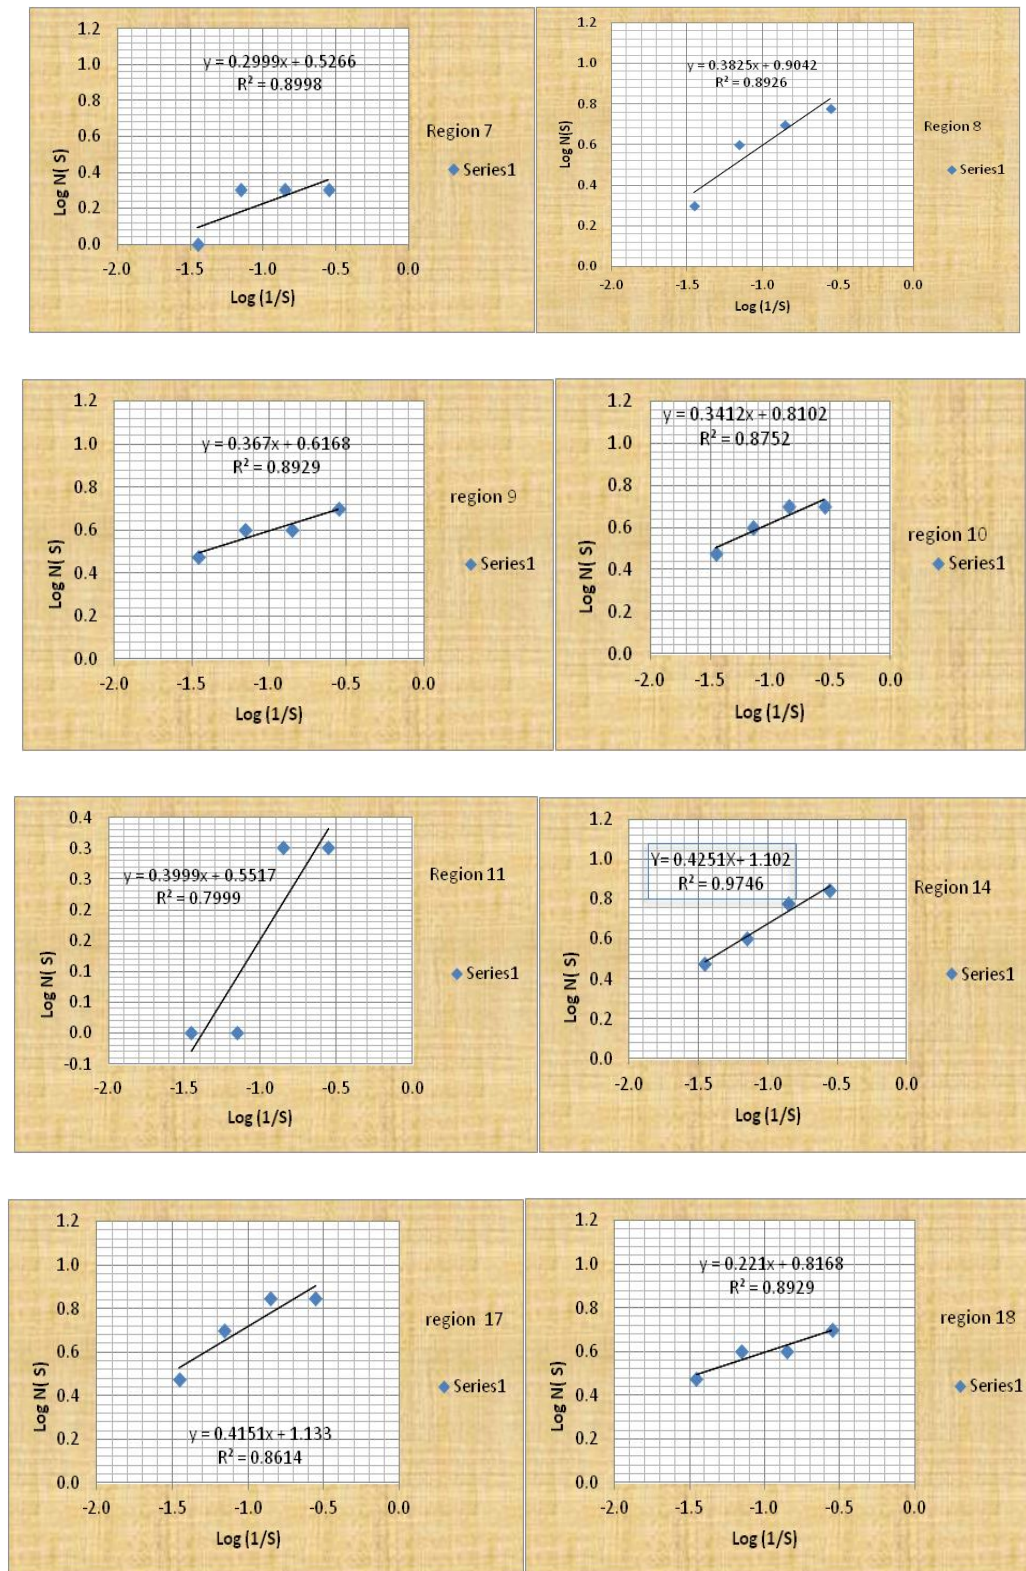 1.2
1.0
0.8
0.6
0.4
0.2
0.0
-2.0 -1.5 -1.0 -0.5 0.0
Log N( S)
Log (1/S)
y = 0.2999x + 0.5266
R² = 0.8998
Region 7
Series1
1.2
1.0
0.8
0.6
0.4
0.2
0.0
-2.0 -1.5 -1.0 -0.5 0.0
Log N(S)
Log (1/S)
y = 0.3825x + 0.9042
R² = 0.8926
Region 8
Series1
1.2
1.0
0.8
0.6
0.4
0.2
0.0
-2.0 -1.5 -1.0 -0.5 0.0
Log N( S)
Log (1/S)
y = 0.367x + 0.6168
R² = 0.8929
region 9
Series1
1.2
1.0
0.8
0.6
0.4
0.2
0.0
-2.0 -1.5 -1.0 -0.5 0.0
Log N( S)
Log (1/S)
y = 0.3412x + 0.8102
R² = 0.8752
region 10
Series1
0.4
0.3
0.3
0.2
0.2
0.1
0.1
0.0
-0.1
-2.0 -1.5 -1.0 -0.5 0.0
Log N( S)
Log (1/S)
y = 0.3999x + 0.5517
R² = 0.7999
Region 11
Series1
1.2
1.0
0.8
0.6
0.4
0.2
0.0
-2.0 -1.5 -1.0 -0.5 0.0
Log N( S)
Log (1/S)
Y= 0.4251X+ 1.102
R² = 0.9746
Region 14
Series1
1.2
1.0
0.8
0.6
0.4
0.2
0.0
-2.0 -1.5 -1.0 -0.5 0.0
Log N( S)
Log (1/S)
y = 0.4151x + 1.133
R² = 0.8614
region 17
Series1
1.2
1.0
0.8
0.6
0.4
0.2
0.0
-2.0 -1.5 -1.0 -0.5 0.0
Log N( S)
Log (1/S)
y = 0.221x + 0.8168
R² = 0.8929
region 18
Series1